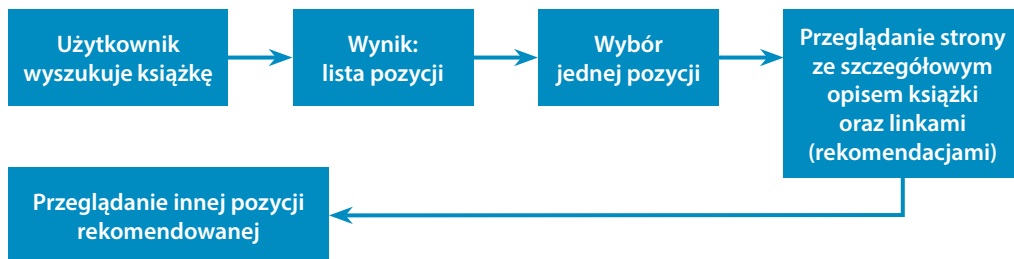 Użytkownik
wyszukuje książkę
Wynik:
lista pozycji
Wybór
jednej pozycji
Przeglądanie strony
ze szczegółowym
opisem książki
oraz linkami
(rekomendacjami)
Przeglądanie innej pozycji
rekomendowanej